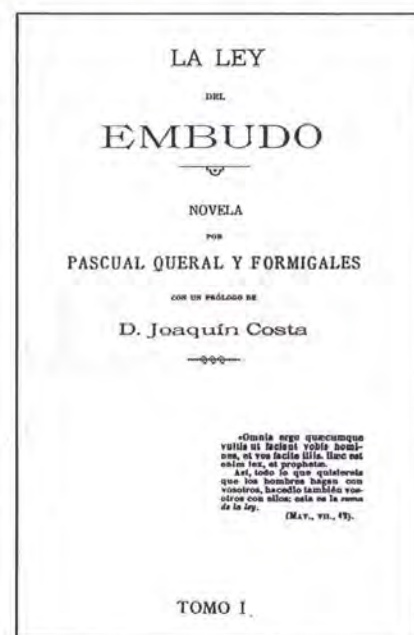 LA LEY
DEL
EMBUDO
NOVELA
POR
PASCUAL QUERAL Y FORMIGALES
CON UN PRÓLOGO DE
D. Joaquín Costa
«Omnia ergo quæcumque
vultis ut faciant vobis homi-
nes, et vos facite illis. Hæc est
enim lex, et prophetæ.
Así, todo lo que quisiereis
que los hombres hagan con
vosotros, hacedlo también vos-
otros con ellos; esta es la suma
de la ley.
(MAT., VII., 12).
TOMO I.